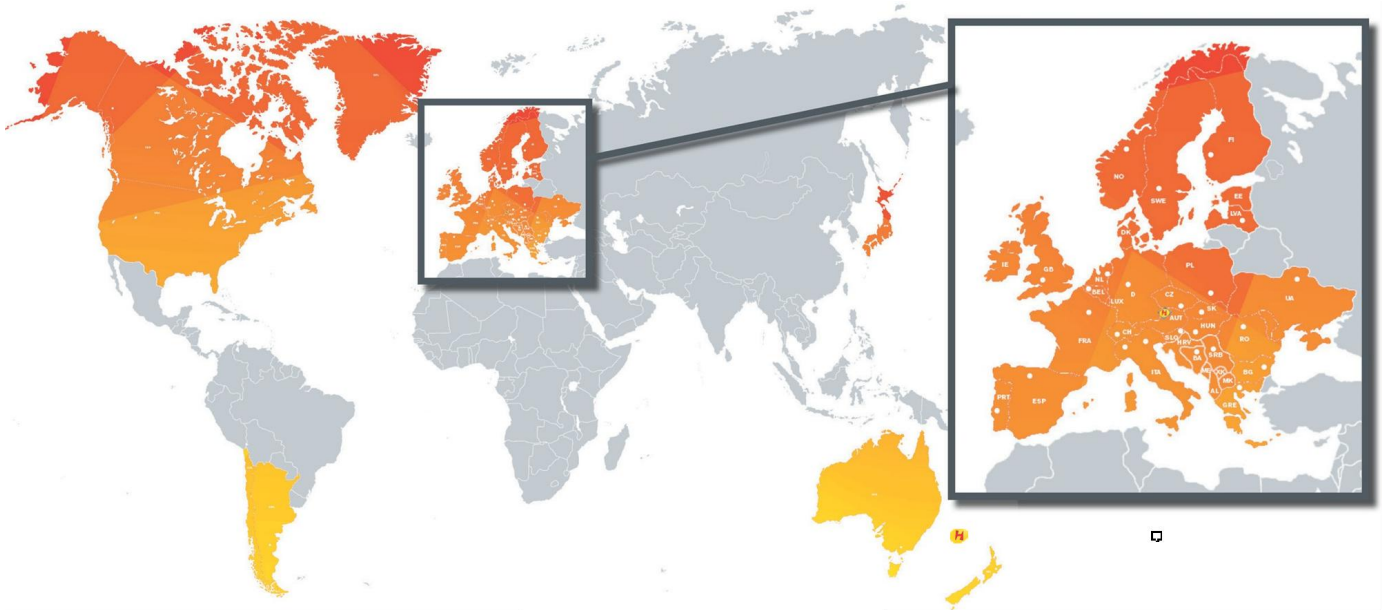 FI
NO
SWE
EE
LVA
DK
IE
GB
NL
BEL
D
PL
LUX
CZ
UA
SK
AUT
FRA
CH
HUN
SLO
HRV
RO
BA
SRB
ITA
BG
MK
AL
PRT
ESP
GRE
H